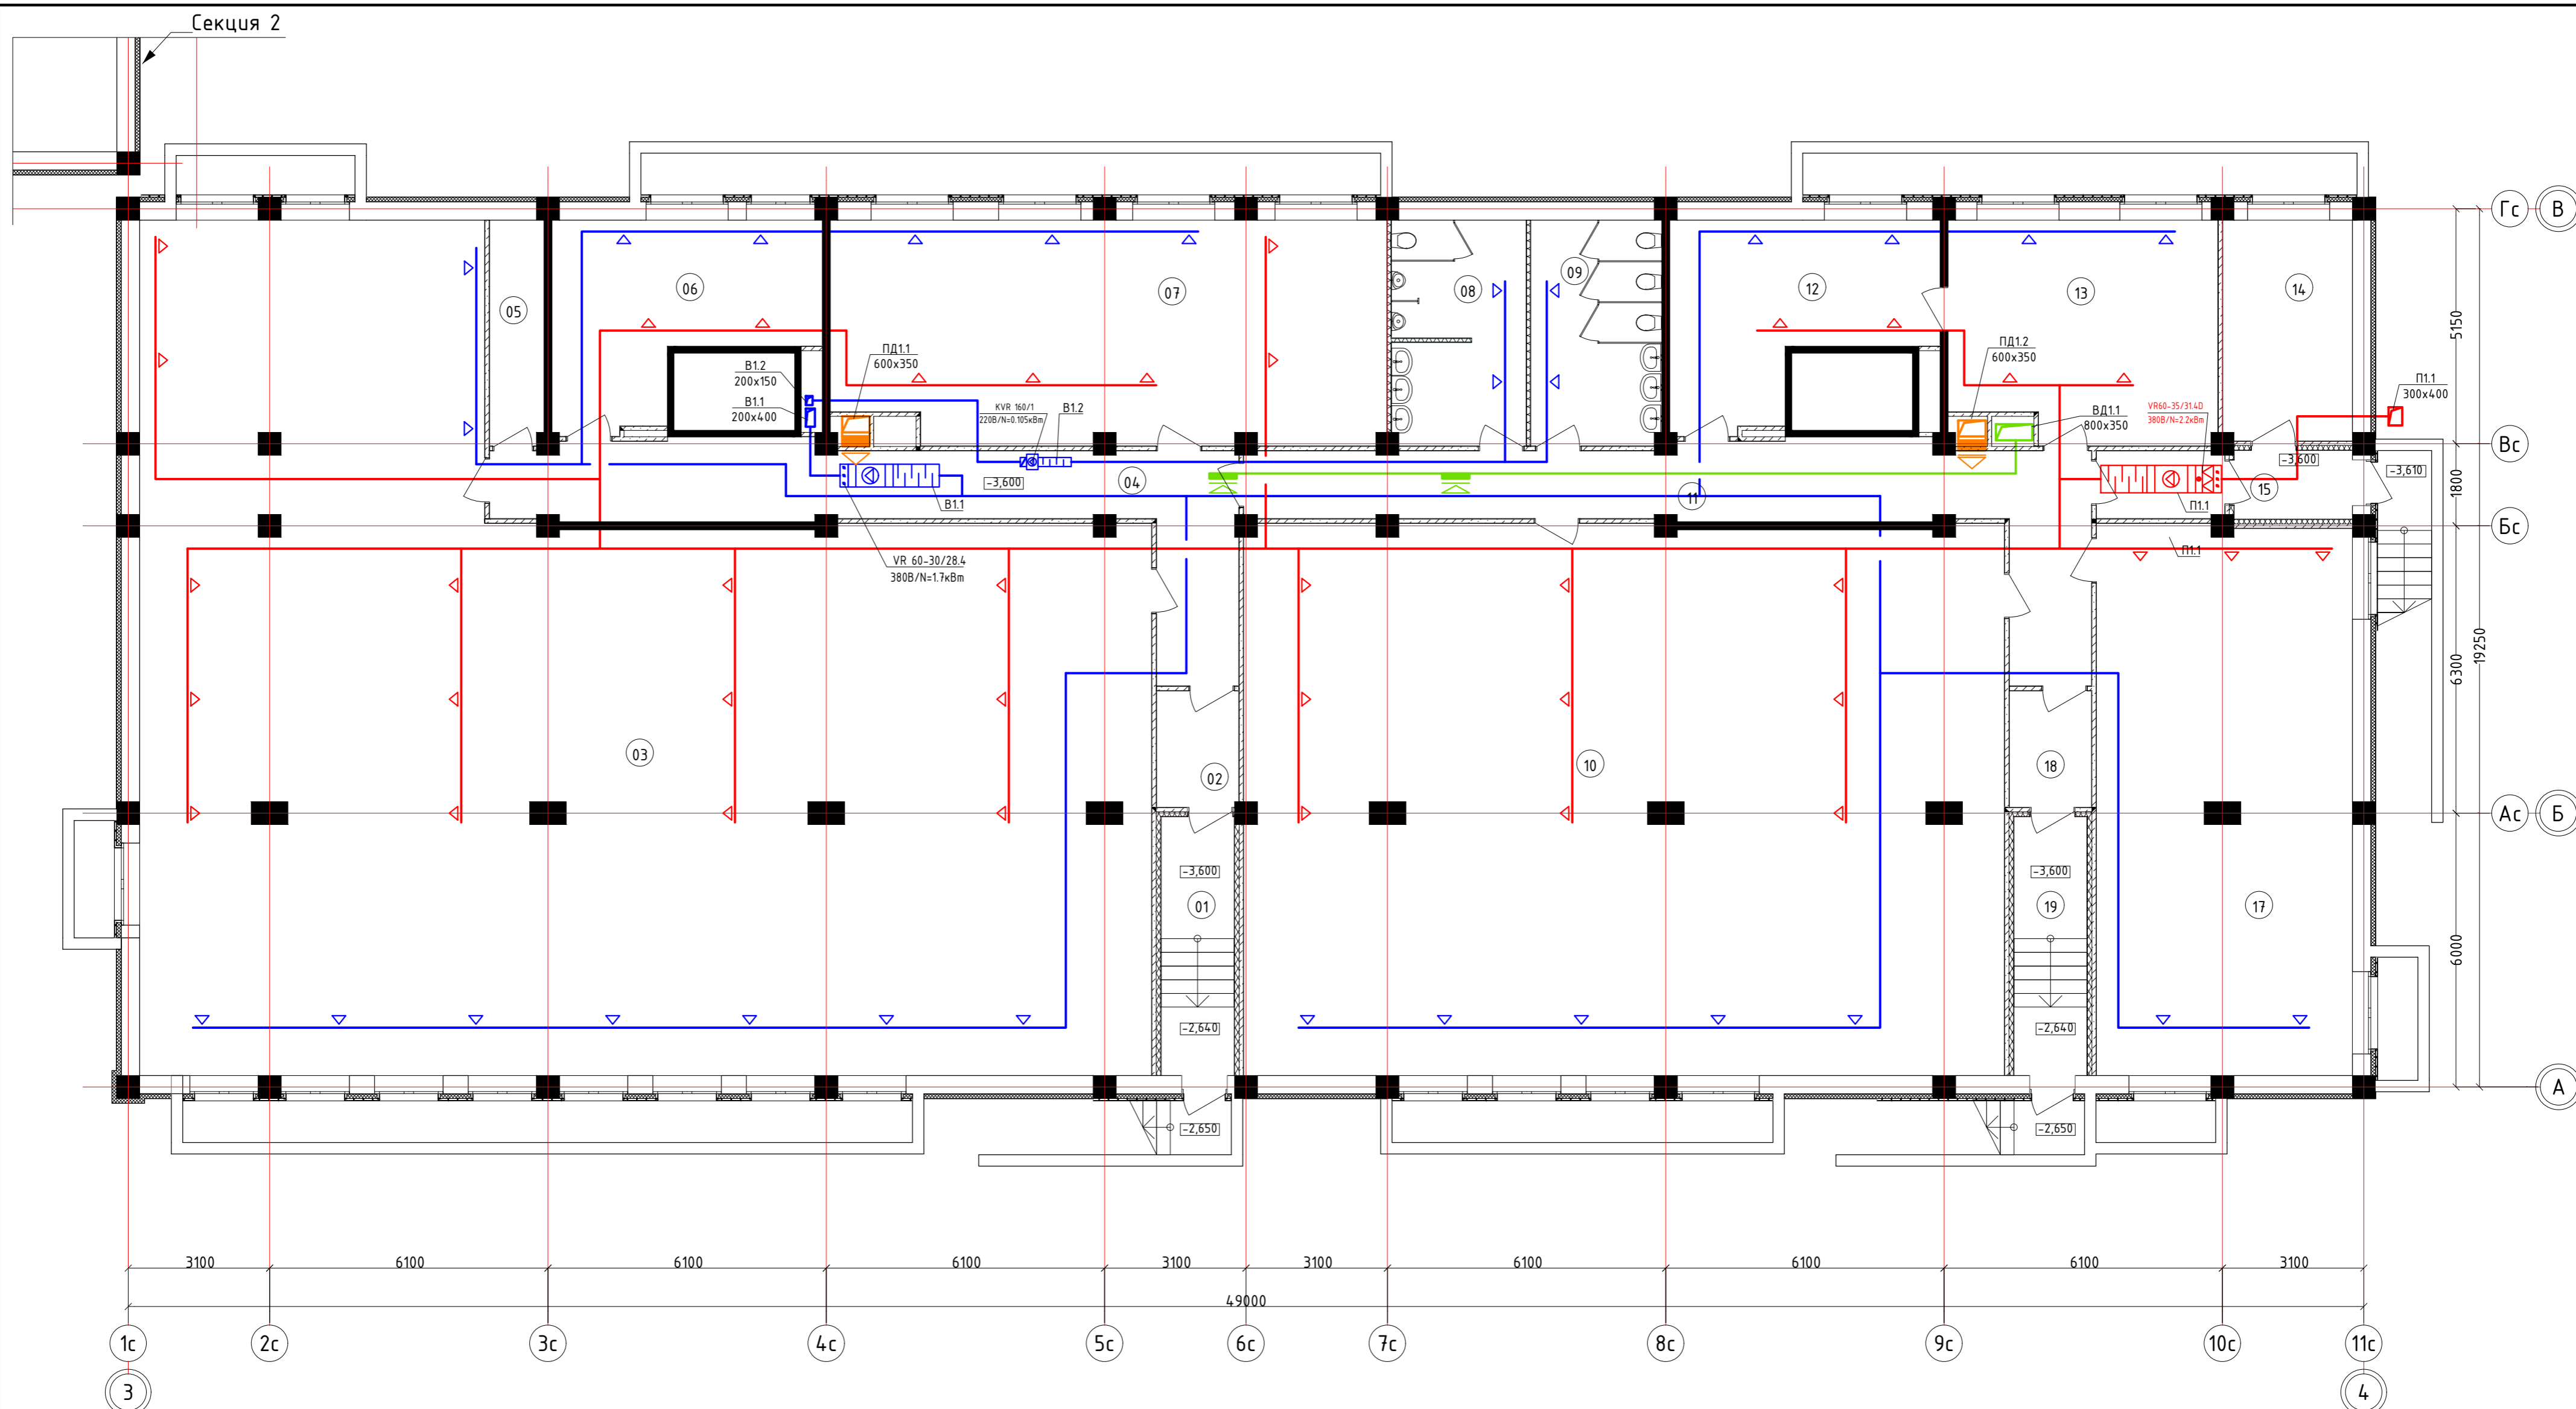 Секция 2
Гс
В
05
06
07
08
09
12
13
14
В1.2
200х150
В1.1
200х400
ПД1.1
600х350
KVR 160/1
220В/N=0.105кВт
В1.2
ПД1.2
600х350
ВД1.1
800х350
VR60-35/31.4D
380В/N=2.2кВт
П1.1
300х400
5150
Вс
-3,600
04
В1.1
11
П1.1
15
-3,600
-3,610
1800
Бс
VR 60-30/28.4
380В/N=1.7кВт
П1.1
6300
19250
03
02
10
18
Ас
Б
-3,600
01
-3,600
19
17
6000
-2,640
-2,640
А
-2,650
-2,650
3100
6100
6100
6100
3100
3100
6100
6100
6100
3100
49000
1с
2с
3с
4с
5с
6с
7с
8с
9с
10с
11с
3
4